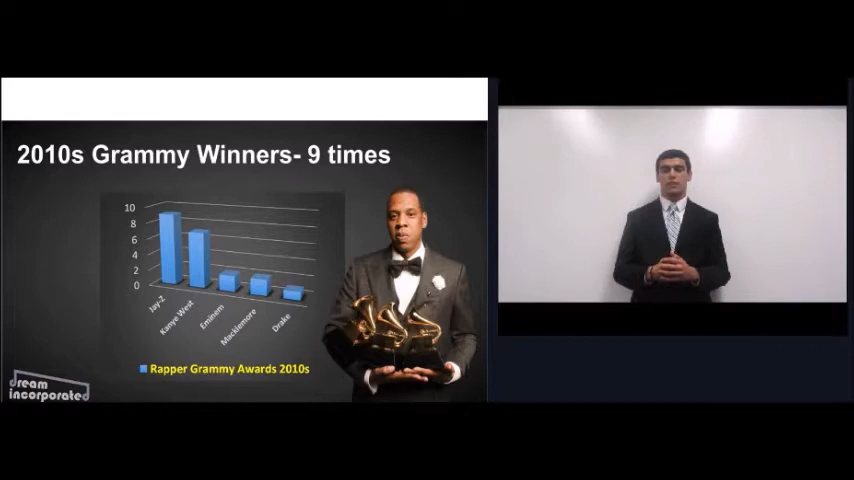 2010s Grammy Winners- 9 times
10
8
6
4
2
0
Jay-Z
Kanye West
Eminem
Macklemore
Drake
Rapper Grammy Awards 2010s
dream
incorporated